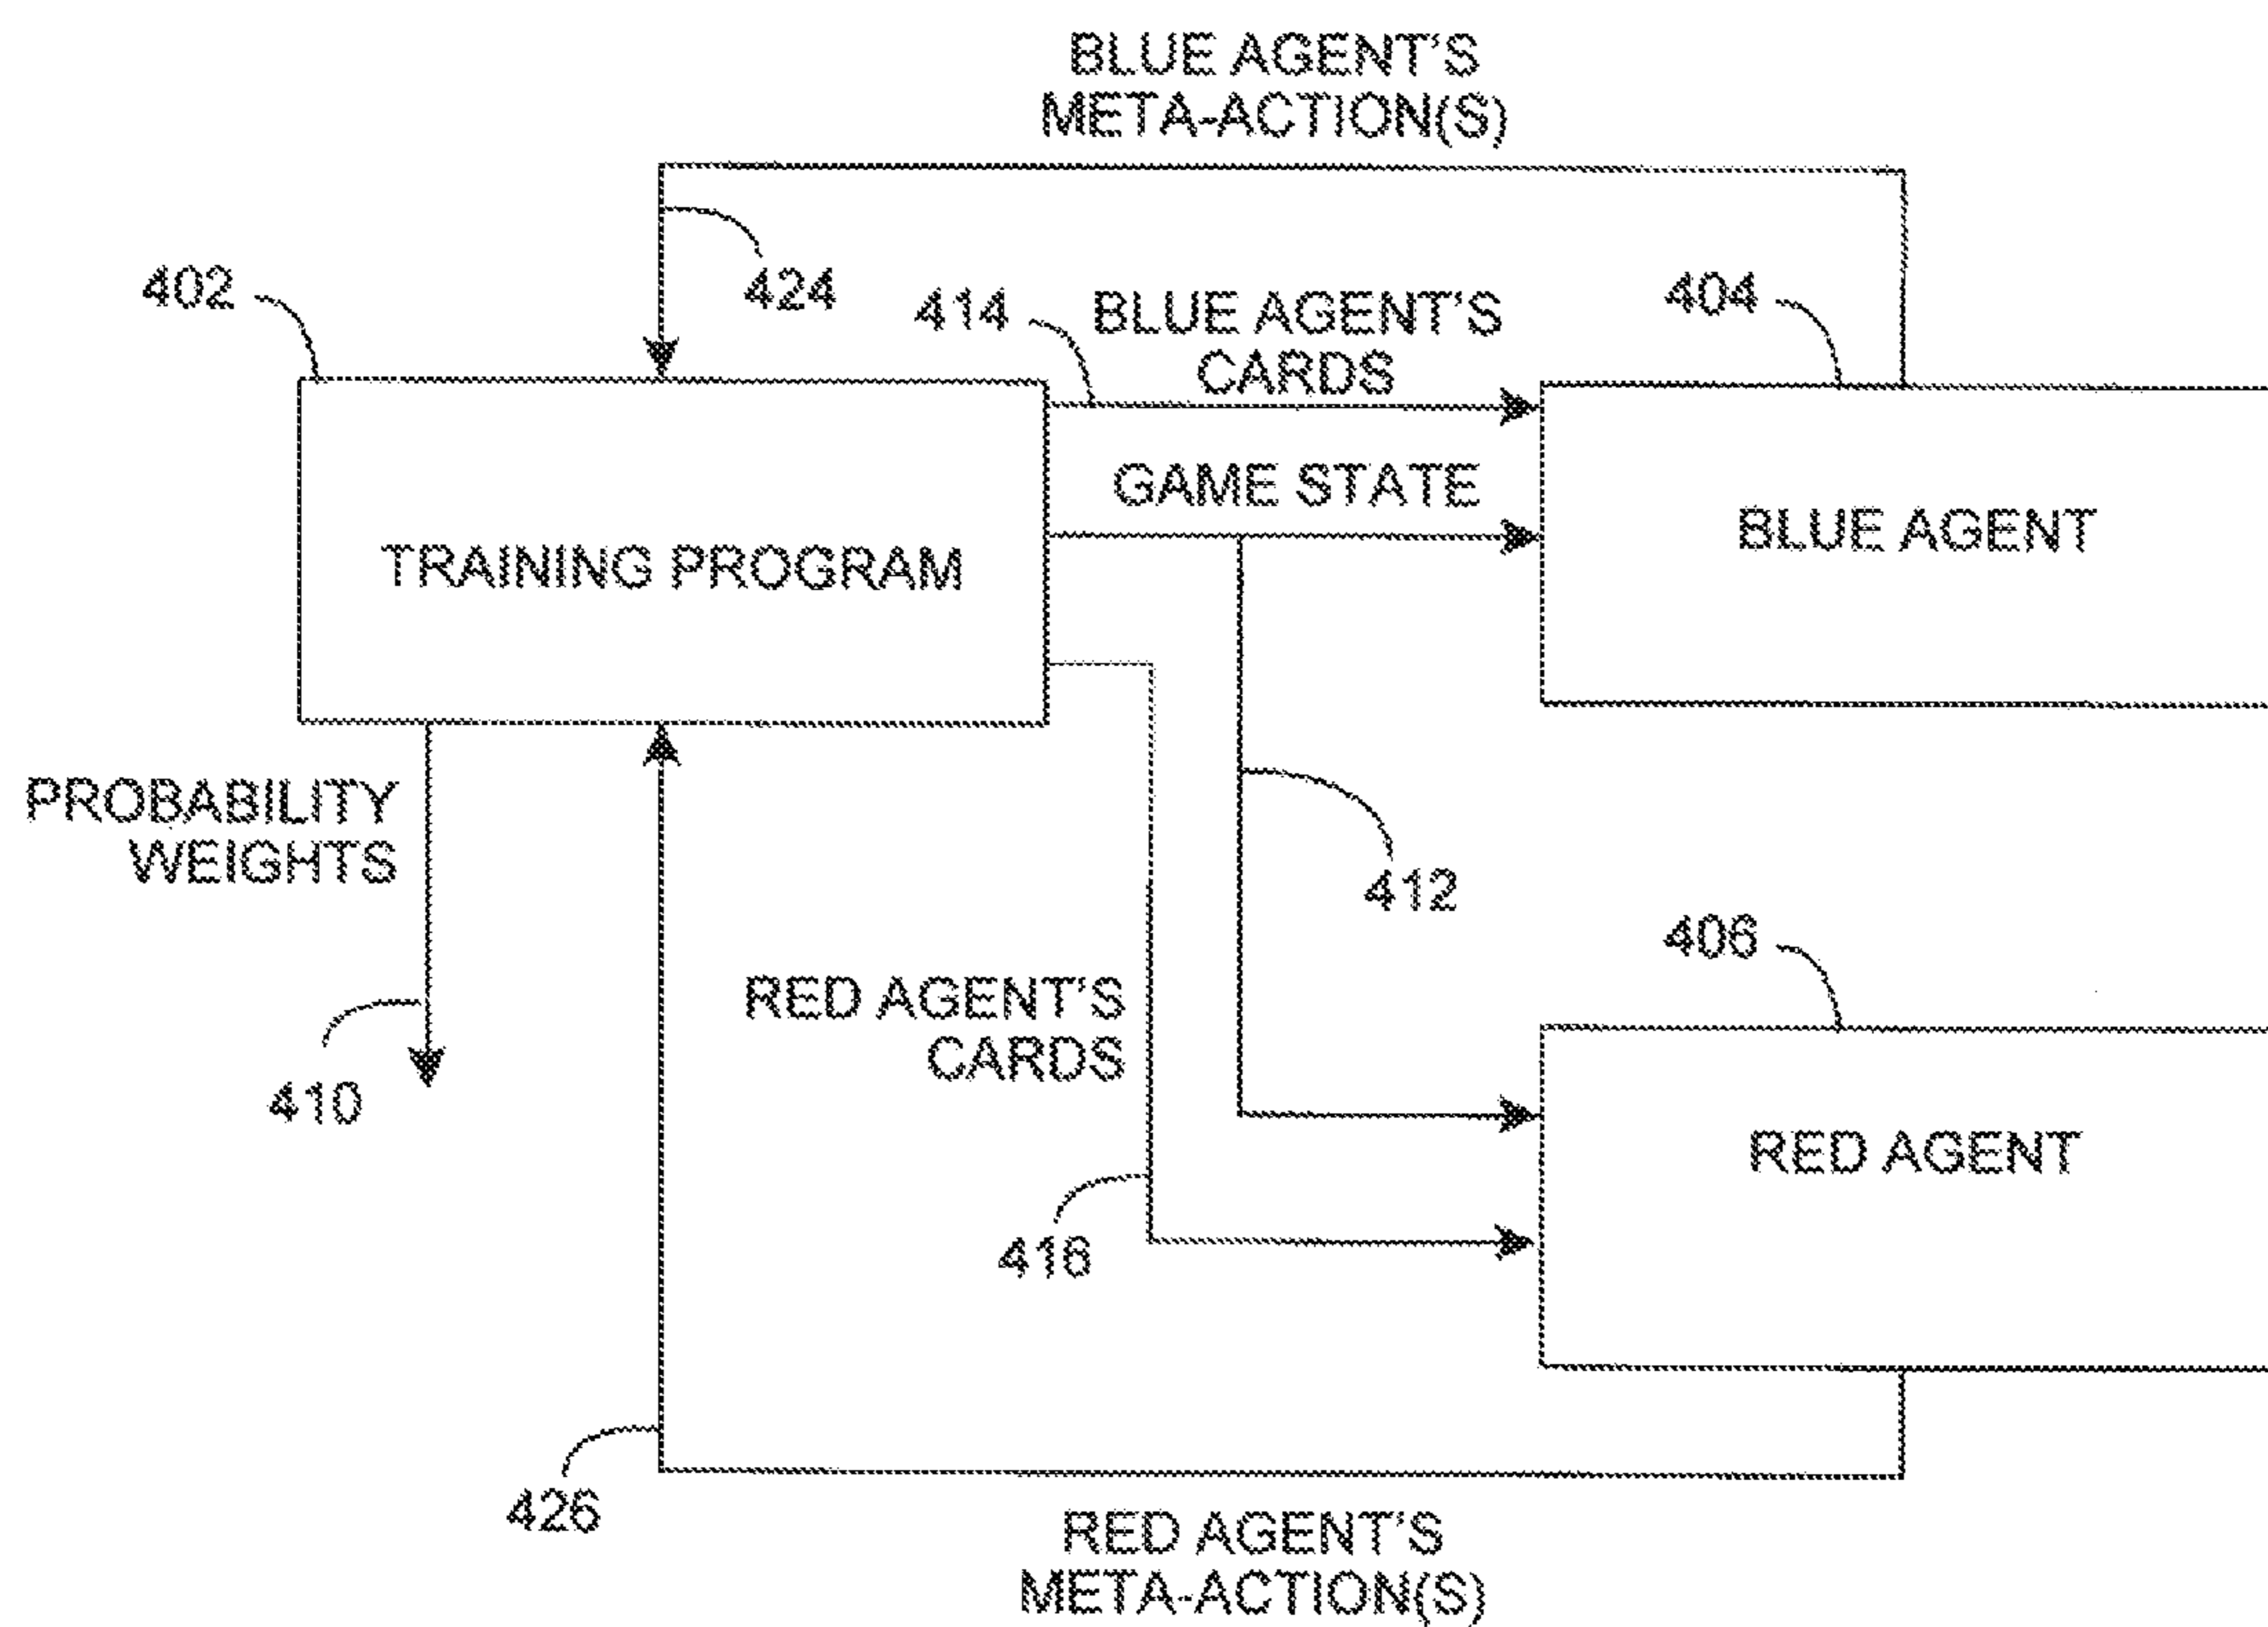 BLUE AGENT'S
META-ACTION(S)
402
424
414
BLUE AGENT'S
CARDS
404
GAME STATE
TRAINING PROGRAM
BLUE AGENT
PROBABILITY
WEIGHTS
412
406
RED AGENT'S
CARDS
410
RED AGENT
416
426
RED AGENT'S
META-ACTION(S)